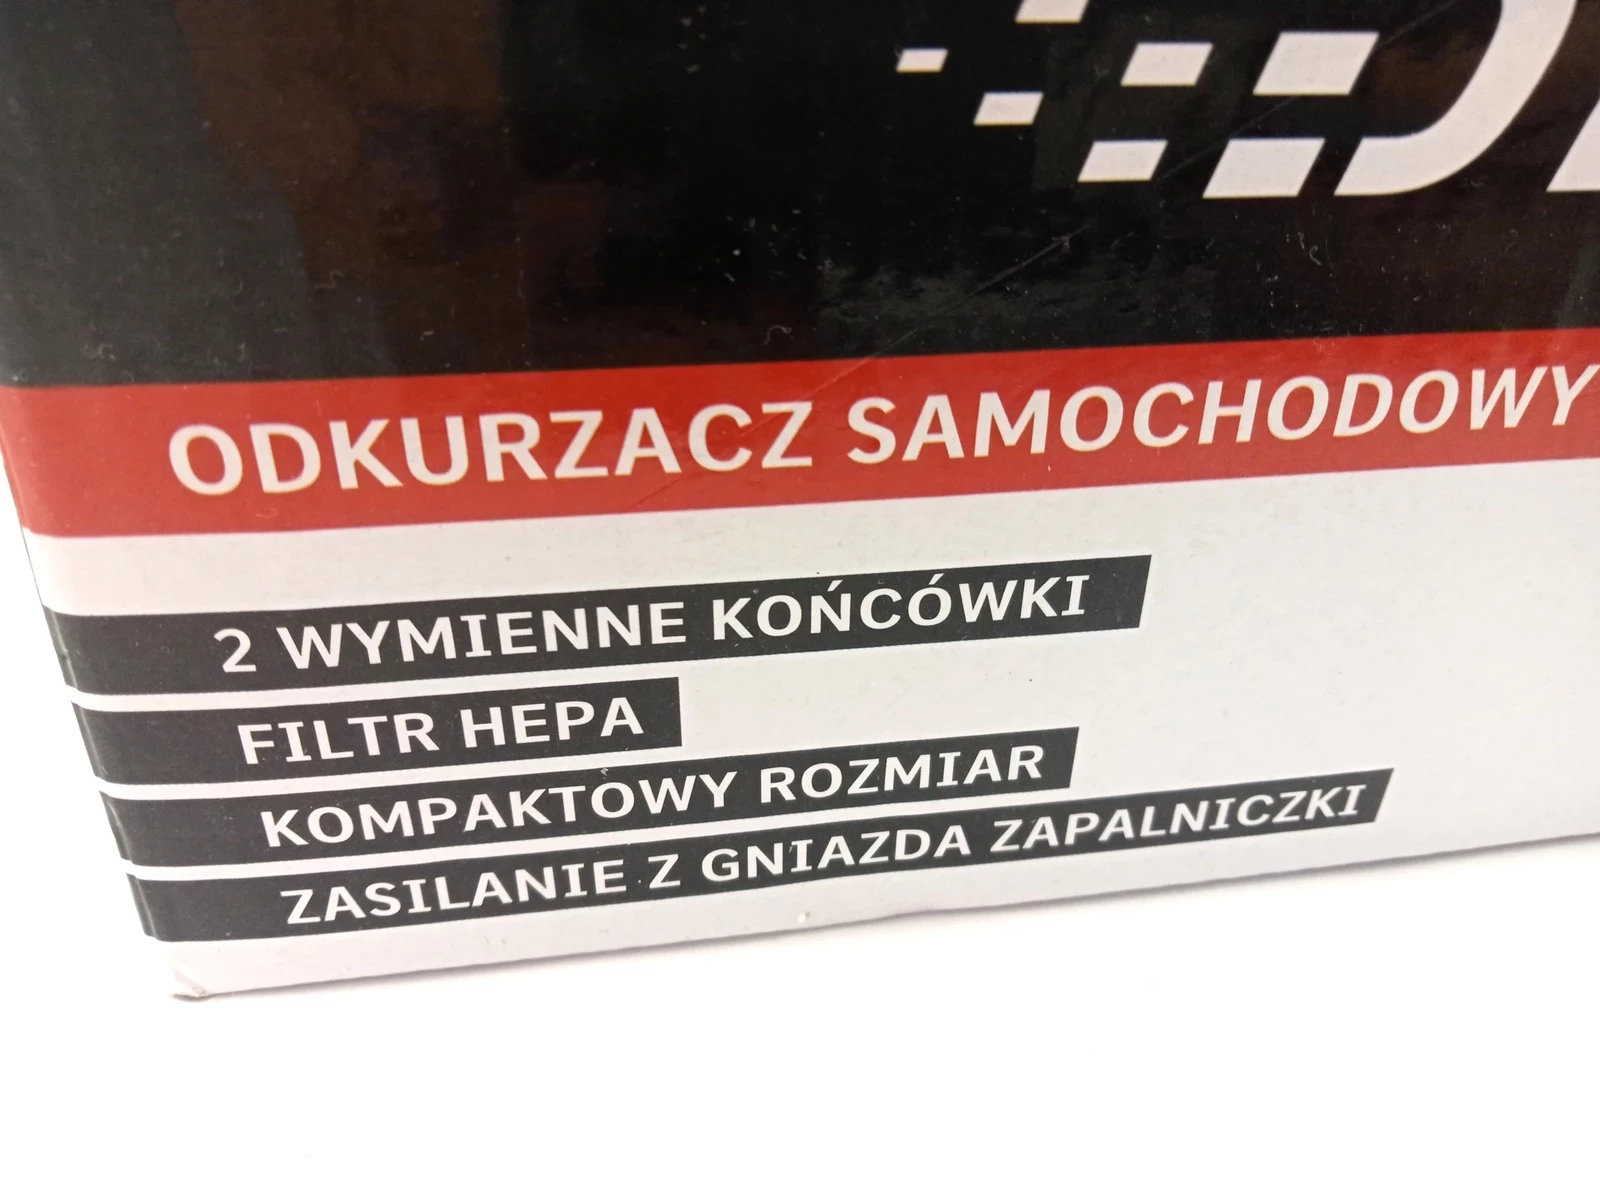 ODKURZACZ SAMOCHODOWY
2 WYMIENNE KOŃCÓWKI
FILTR HEPA
KOMPAKTOWY ROZMIAR
ZASILANIE Z GNIAZDA ZAPALNICZKI